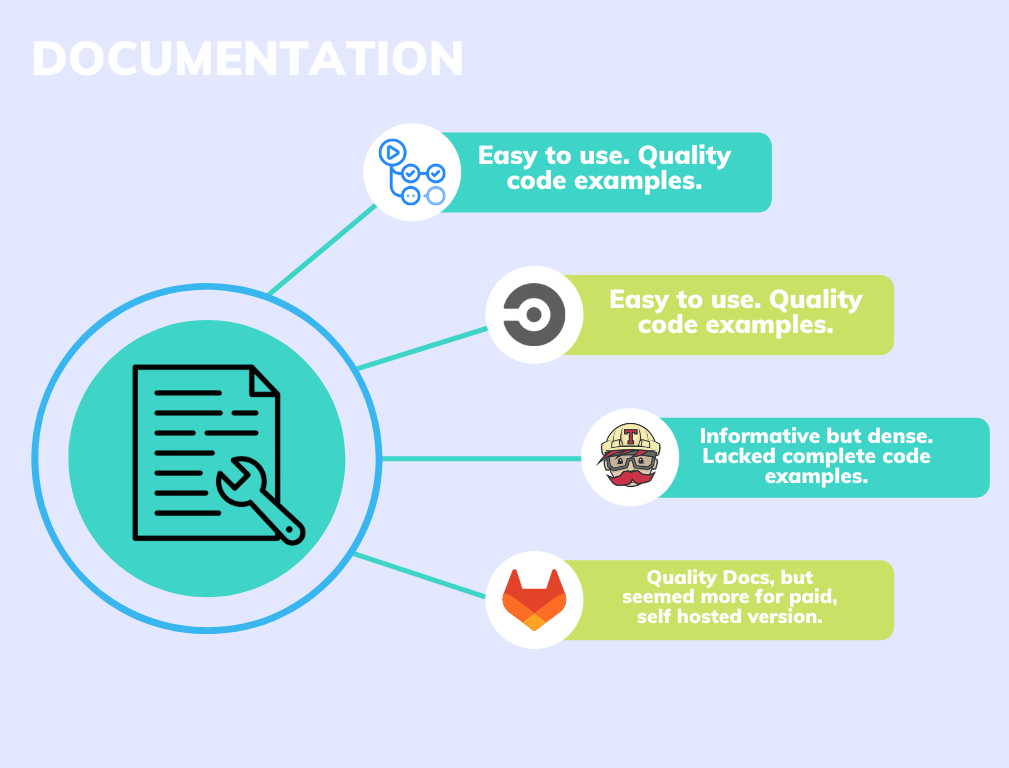 DOCUMENTATION
Easy to use. Quality
code examples.
Easy to use. Quality
code examples.
T
Informative but dense.
Lacked complete code
examples.
Quality Docs, but
seemed more for paid,
self hosted version.